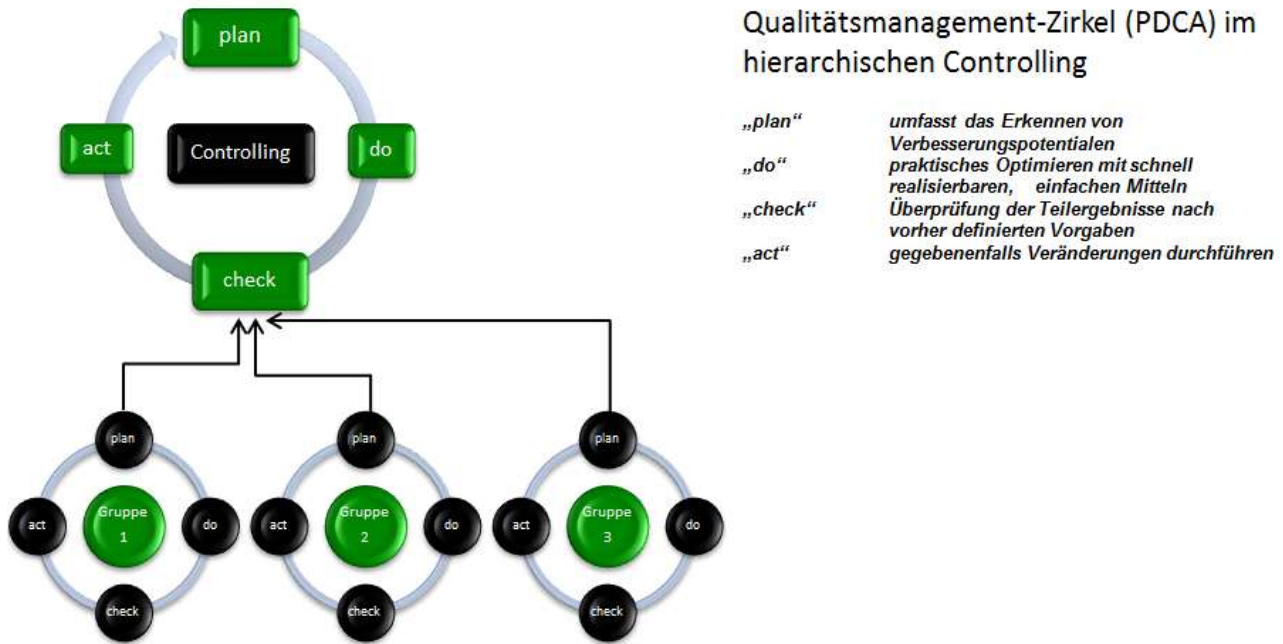 Qualitätsmanagement-Zirkel (PDCA) im
hierarchischen Controlling
„plan“ umfasst das Erkennen von
Verbesserungspotentialen
„do“ praktisches Optimieren mit schnell
realisierbaren, einfachen Mitteln
„check“ Überprüfung der Teilergebnisse nach
vorher definierten Vorgaben
„act“ gegebenenfalls Veränderungen durchführen
plan
act
Controlling
do
check
plan
act
Gruppe
1
do
check
plan
act
Gruppe
2
do
check
plan
act
Gruppe
3
do
check